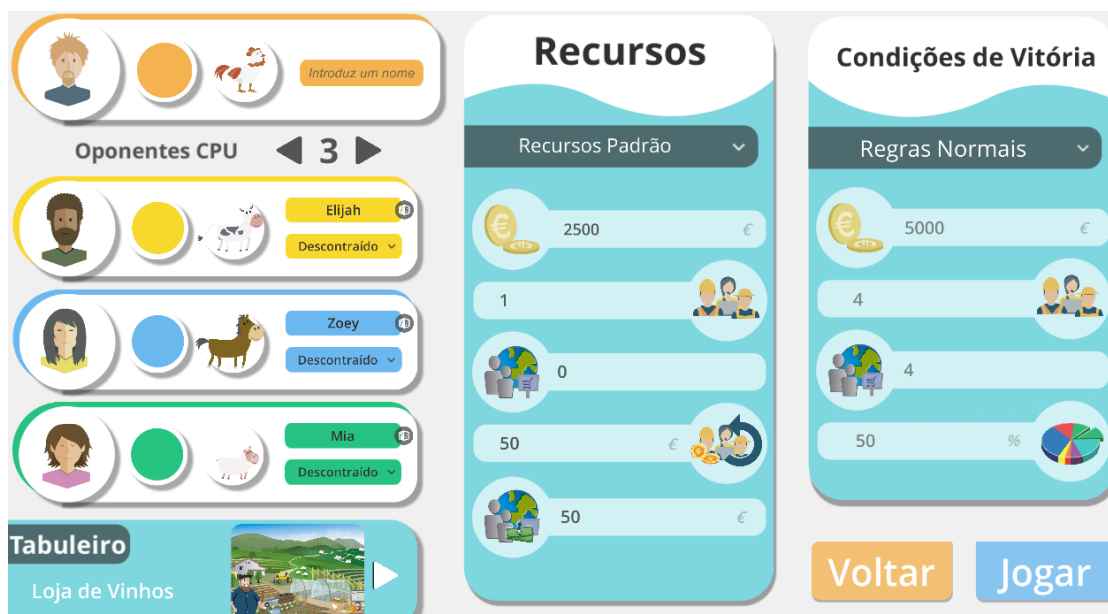 Introduz um nome
Oponentes CPU
3
Elijah
Descontraído
Zoey
Descontraído
Mia
Descontraído
Tabuleiro
Loja de Vinhos
Recursos
Recursos Padrão
2500 €
1
0
50 €
50 €
Condições de Vitória
Regras Normais
5000 €
4
4
50 %
Voltar
Jogar